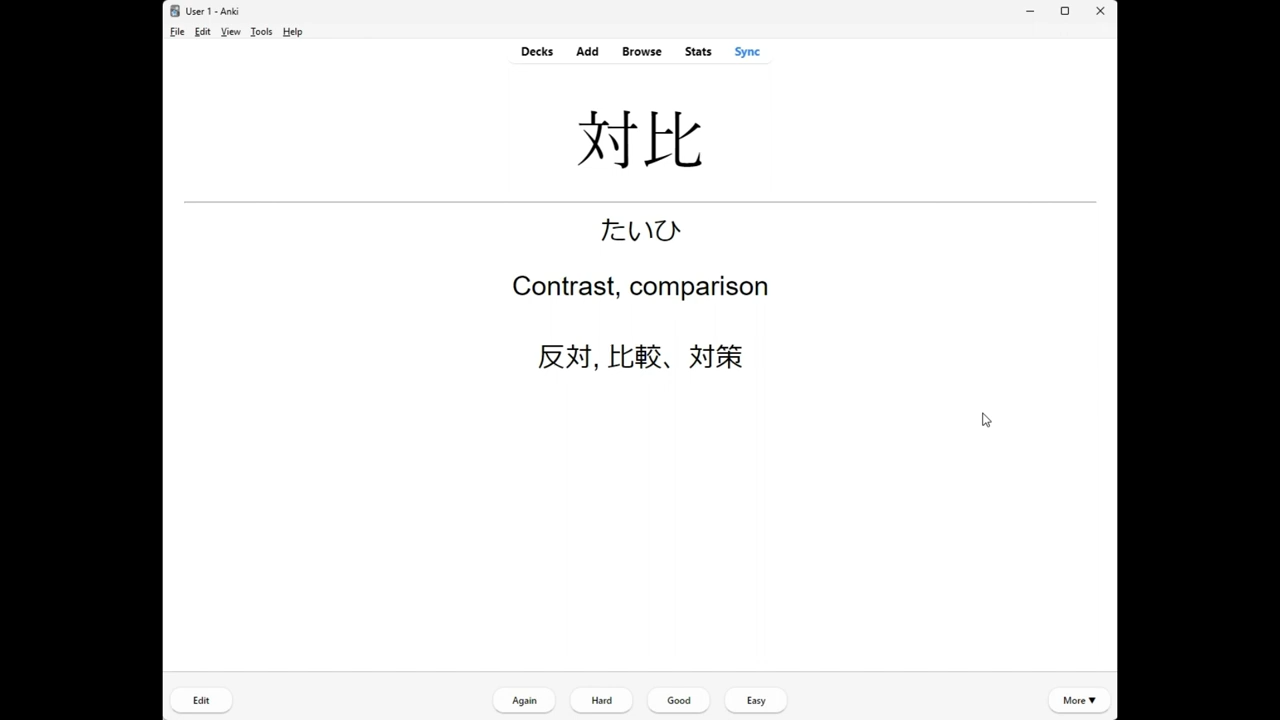 User 1 - Anki
File Edit View Tools Help
Decks Add Browse Stats Sync
対比
たいひ
Contrast, comparison
反対, 比較、対策
Edit Again Hard Good Easy More ▼